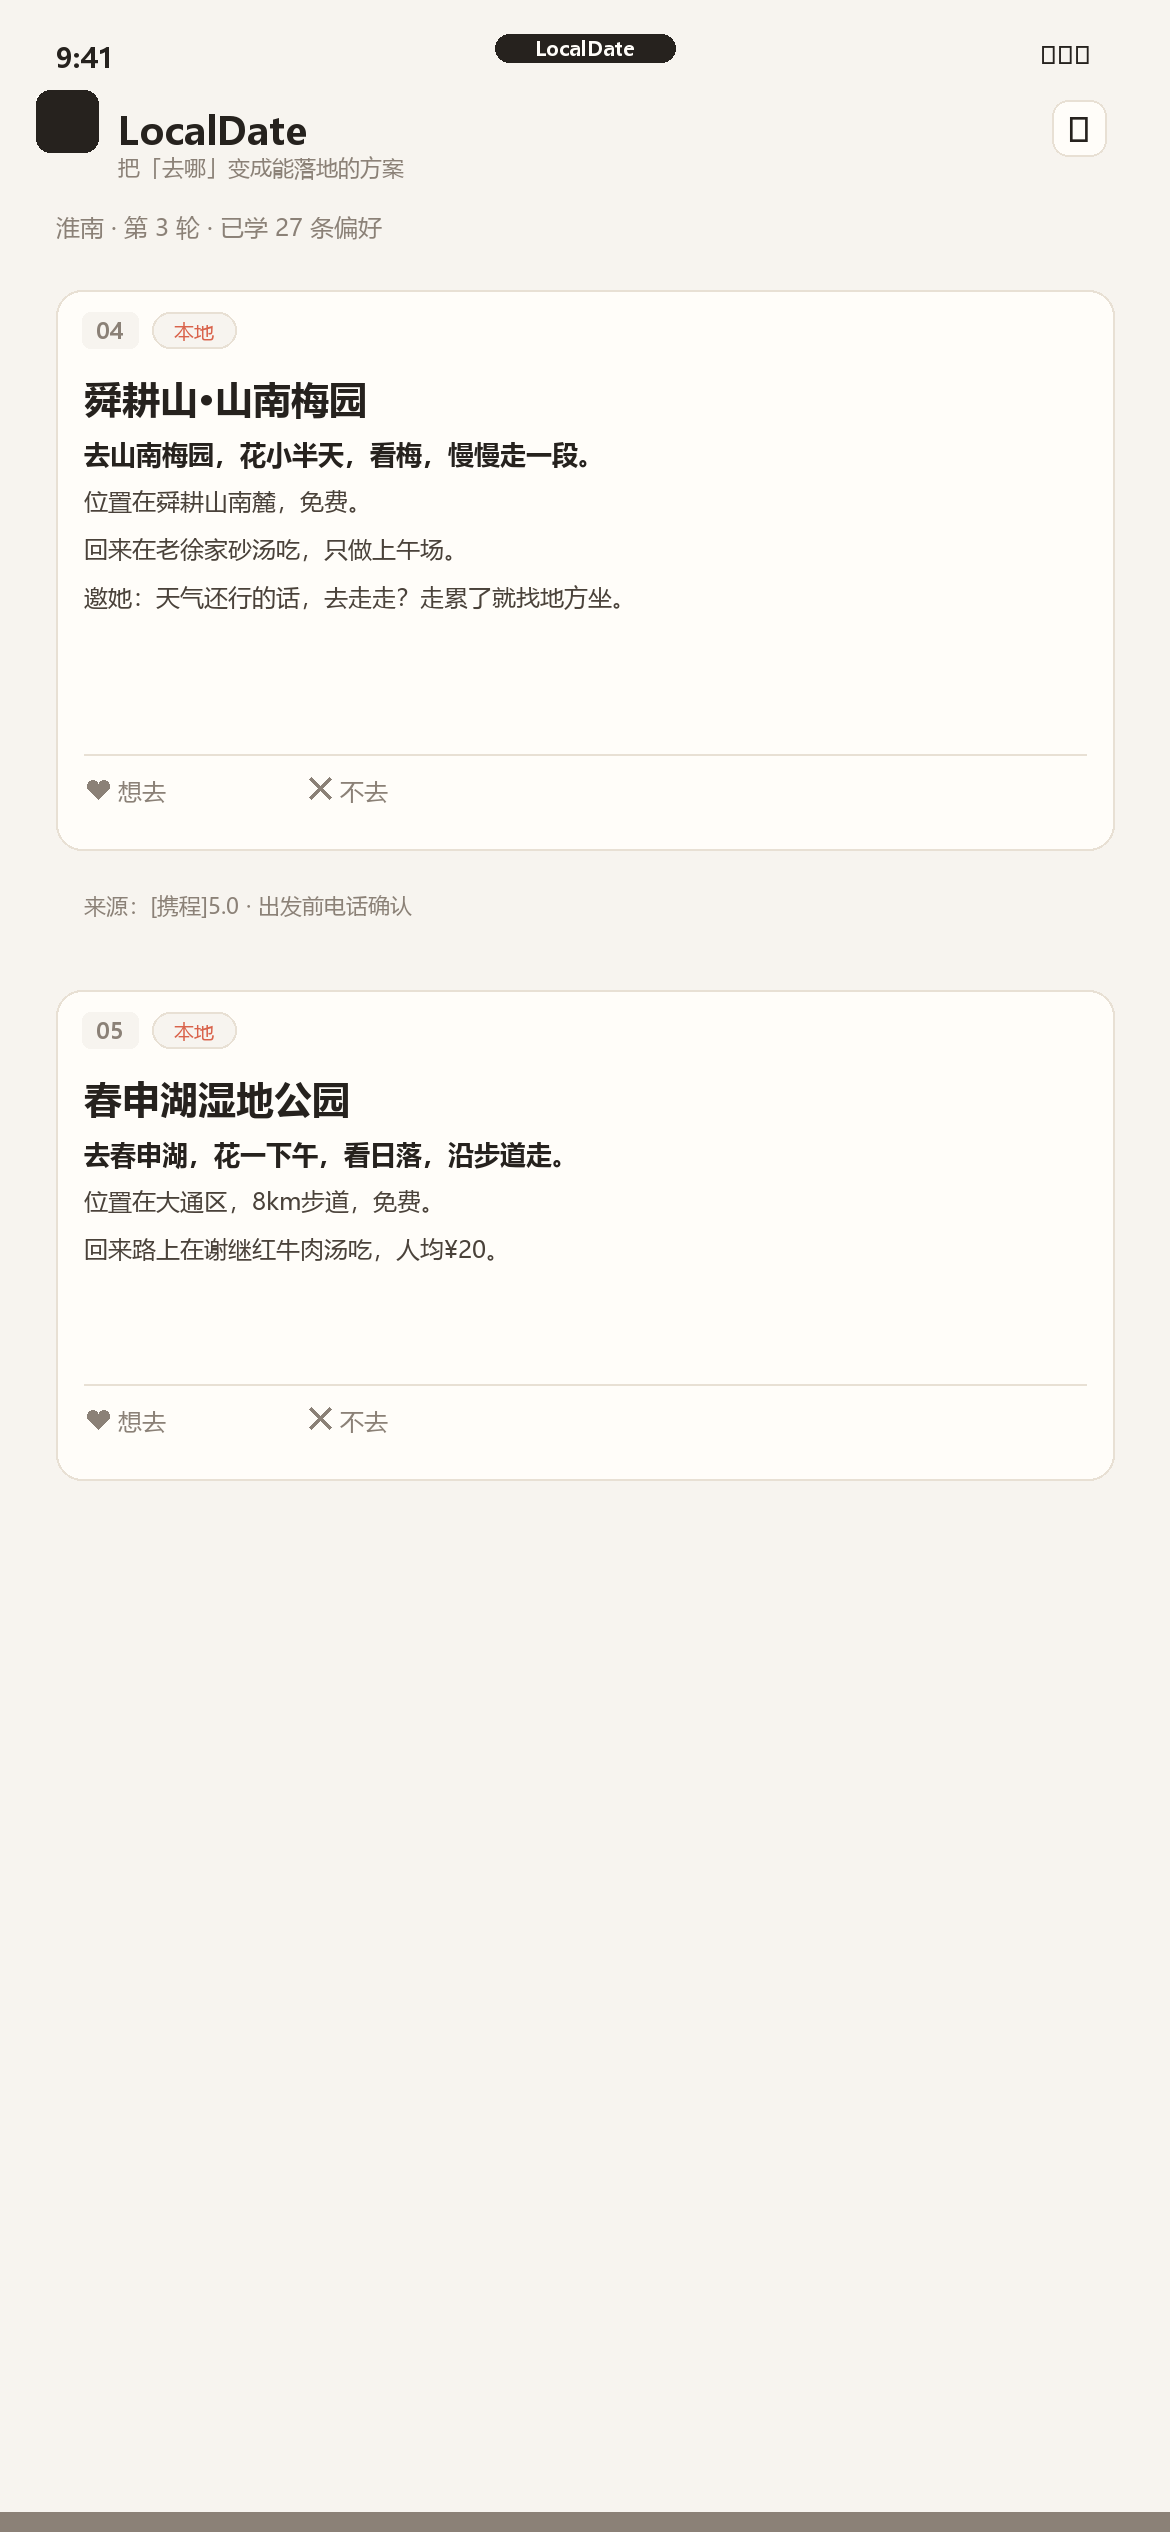 9:41
LocalDate
LocalDate
把「去哪」变成能落地的方案
淮南 · 第 3 轮 · 已学 27 条偏好
04 本地
舜耕山·山南梅园
去山南梅园，花小半天，看梅，慢慢走一段。
位置在舜耕山南麓，免费。
回来在老徐家砂汤吃，只做上午场。
邀她：天气还行的话，去走走？走累了就找地方坐。
♥ 想去 ✕ 不去
来源：[携程]5.0 · 出发前电话确认
05 本地
春申湖湿地公园
去春申湖，花一下午，看日落，沿步道走。
位置在大通区，8km步道，免费。
回来路上在谢继红牛肉汤吃，人均¥20。
♥ 想去 ✕ 不去